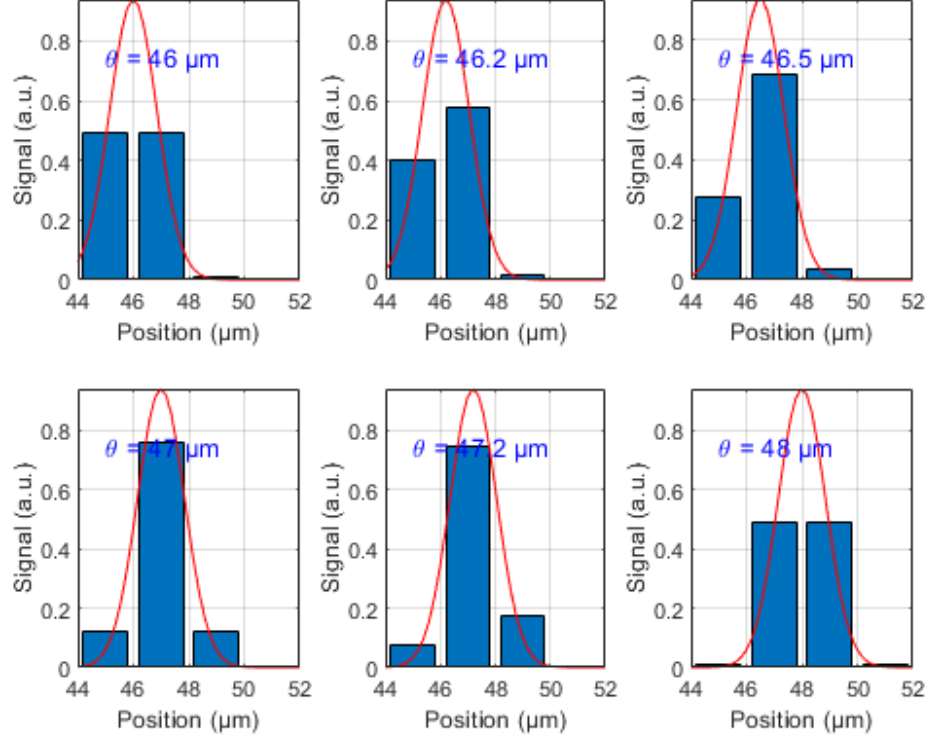 θ = 46 µm
0.8
0.6
0.4
0.2
0
Signal (a.u.)
44 46 48 50 52
Position (µm)
θ = 46.2 µm
0.8
0.6
0.4
0.2
0
Signal (a.u.)
44 46 48 50 52
Position (µm)
θ = 46.5 µm
0.8
0.6
0.4
0.2
0
Signal (a.u.)
44 46 48 50 52
Position (µm)
θ = 47 µm
0.8
0.6
0.4
0.2
0
Signal (a.u.)
44 46 48 50 52
Position (µm)
θ = 47.2 µm
0.8
0.6
0.4
0.2
0
Signal (a.u.)
44 46 48 50 52
Position (µm)
θ = 48 µm
0.8
0.6
0.4
0.2
0
Signal (a.u.)
44 46 48 50 52
Position (µm)